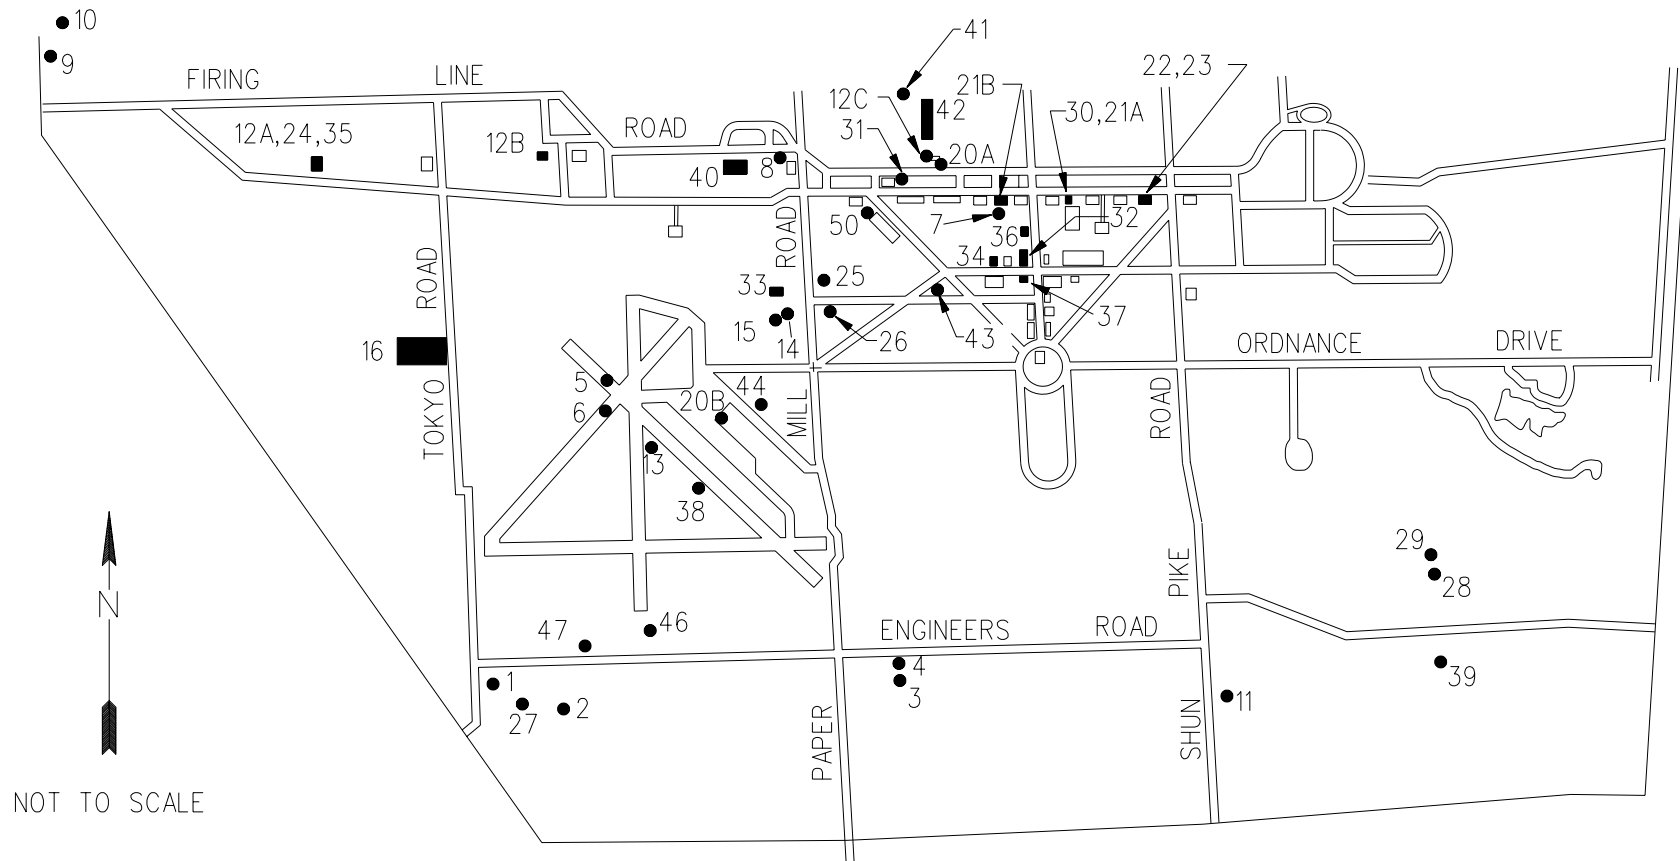 10
9
41
FIRING LINE ROAD
22,23
21B
12C
42
30,21A
31
12A,24,35
12B
20A
40
8
50
7
36
32
34
ROAD
ROAD
25
33
37
15
14
26
43
16
ORDNANCE DRIVE
5
6
44
20B
TOKYO
MILL
ROAD
13
38
N
29
28
PIKE
47
46
ENGINEERS ROAD
4
3
39
1
27
2
11
PAPER
SHUN
NOT TO SCALE